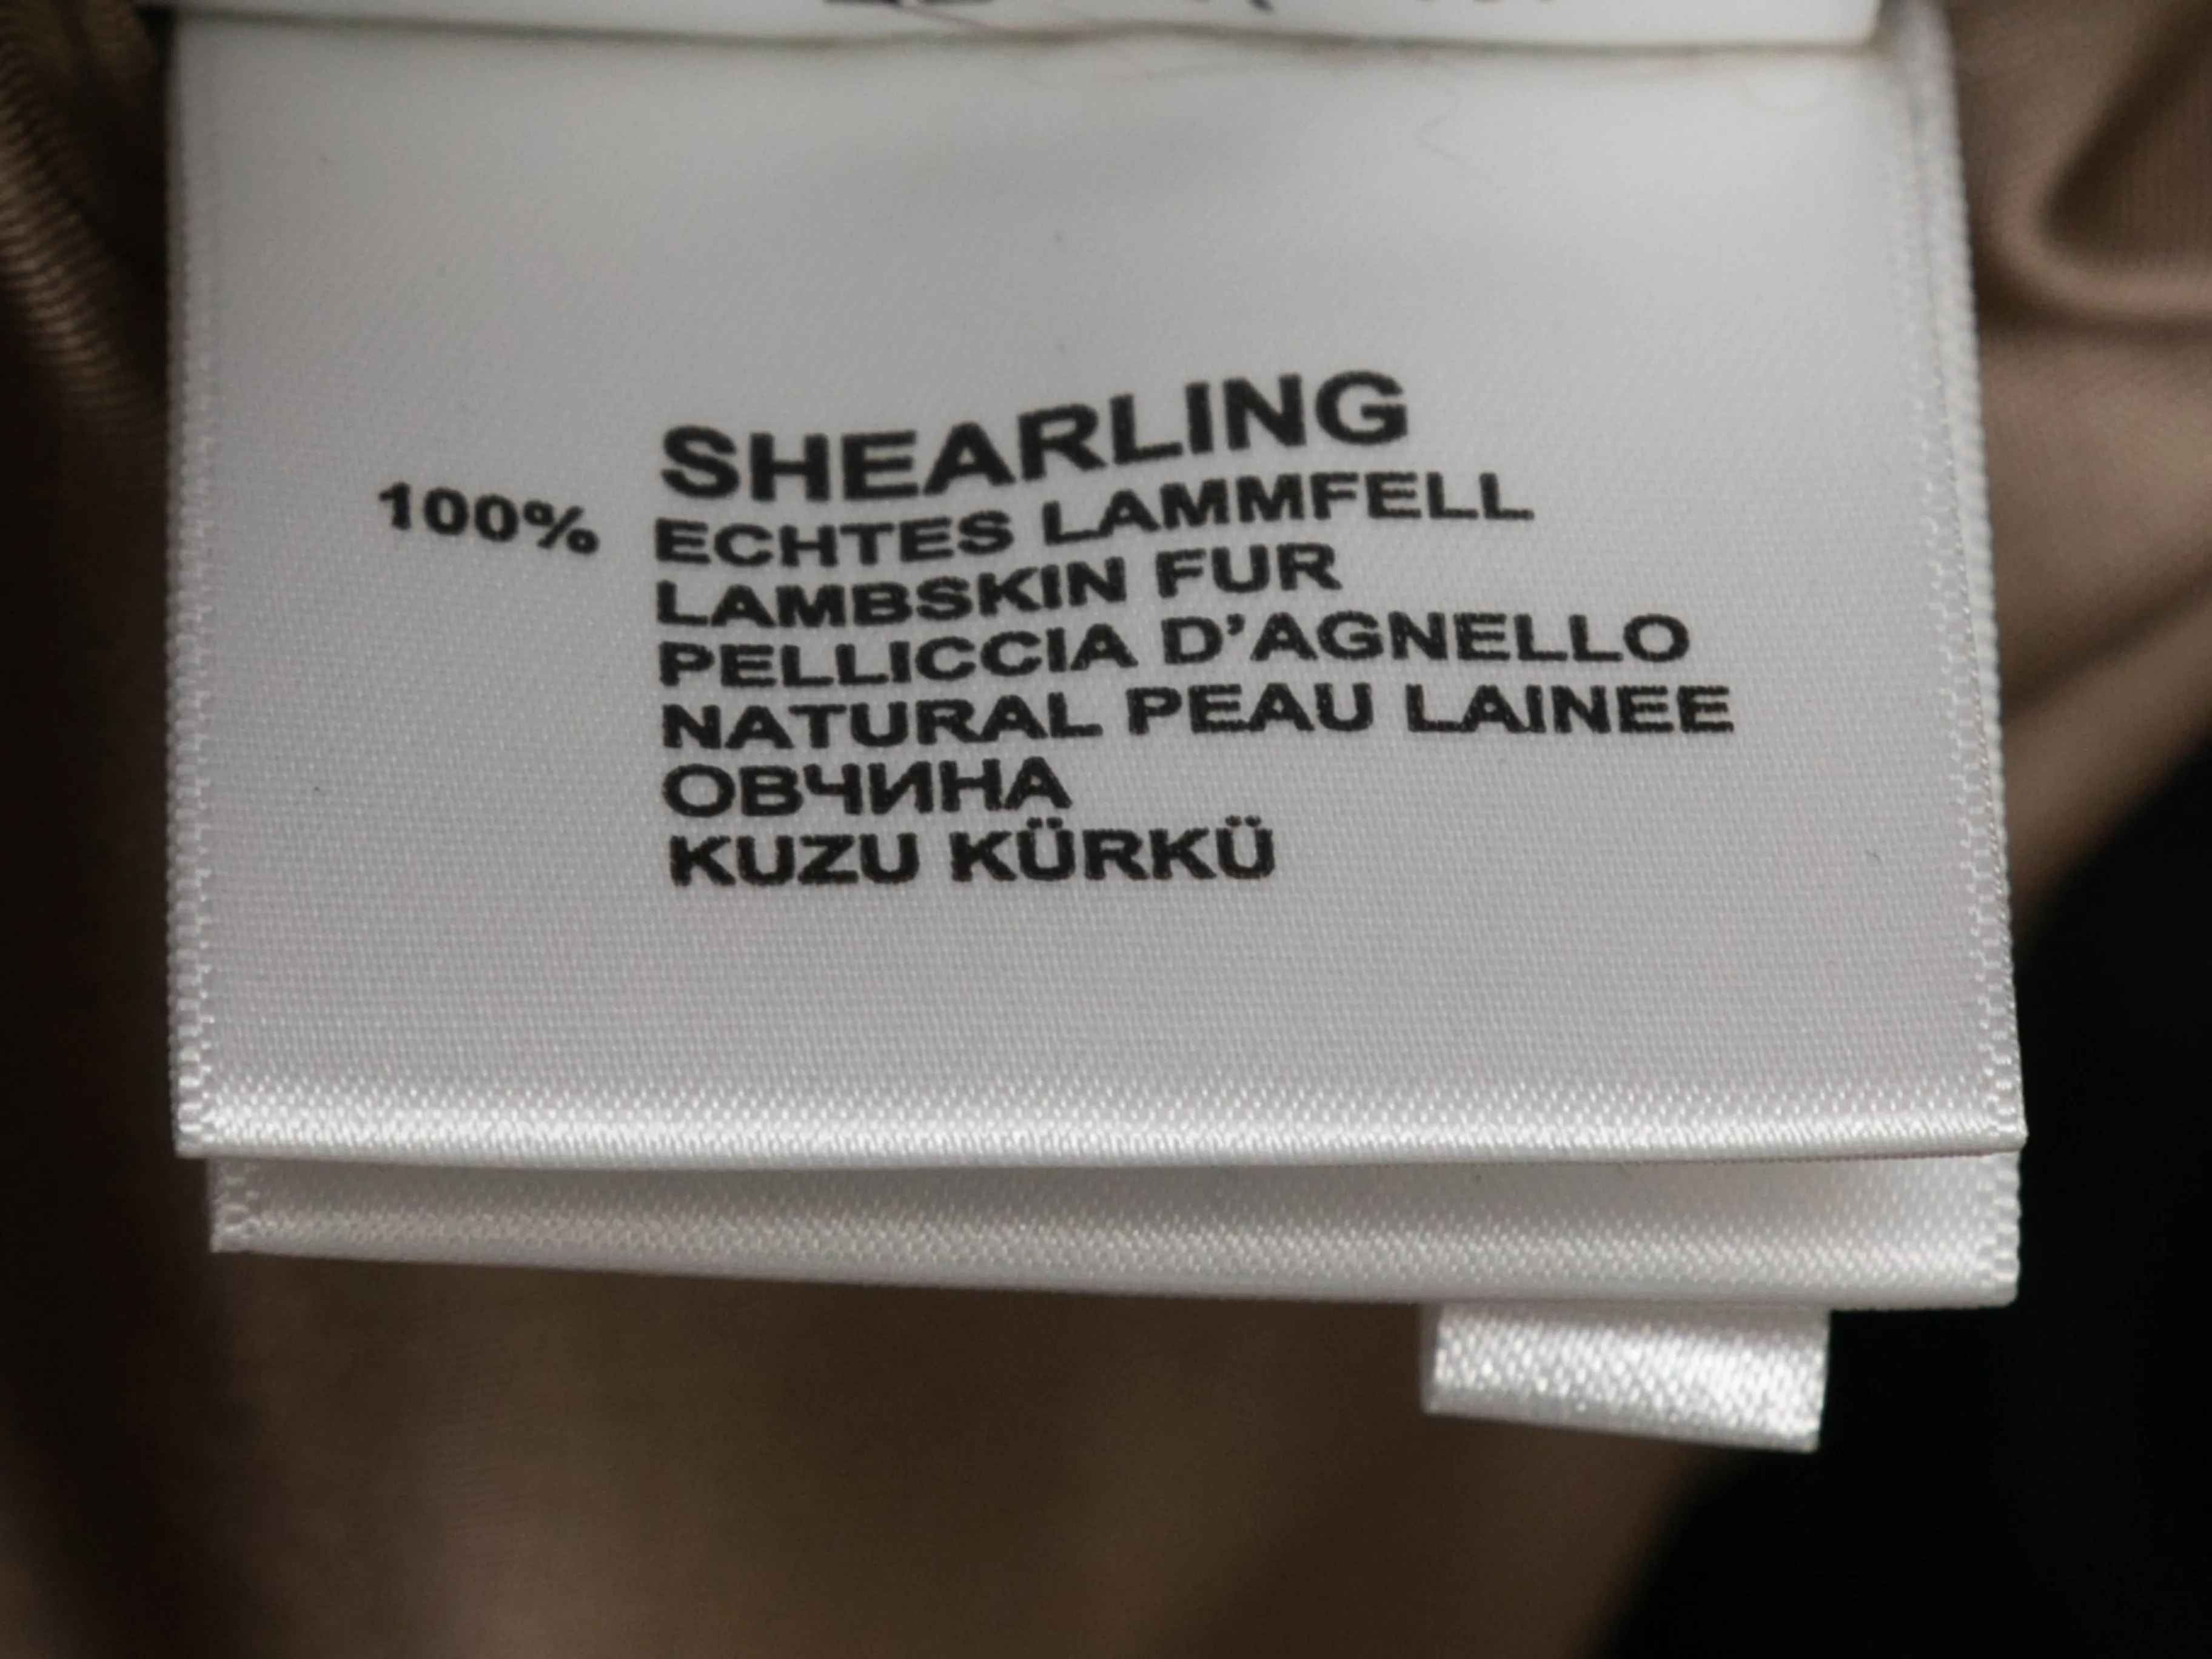 SHEARLING
100% ECHTES LAMMFELL
LAMBSKIN FUR
PELLICCIA D'AGNELLO
NATURAL PEAU LAINEE
ОВЧИНА
KUZU KÜRKÜ